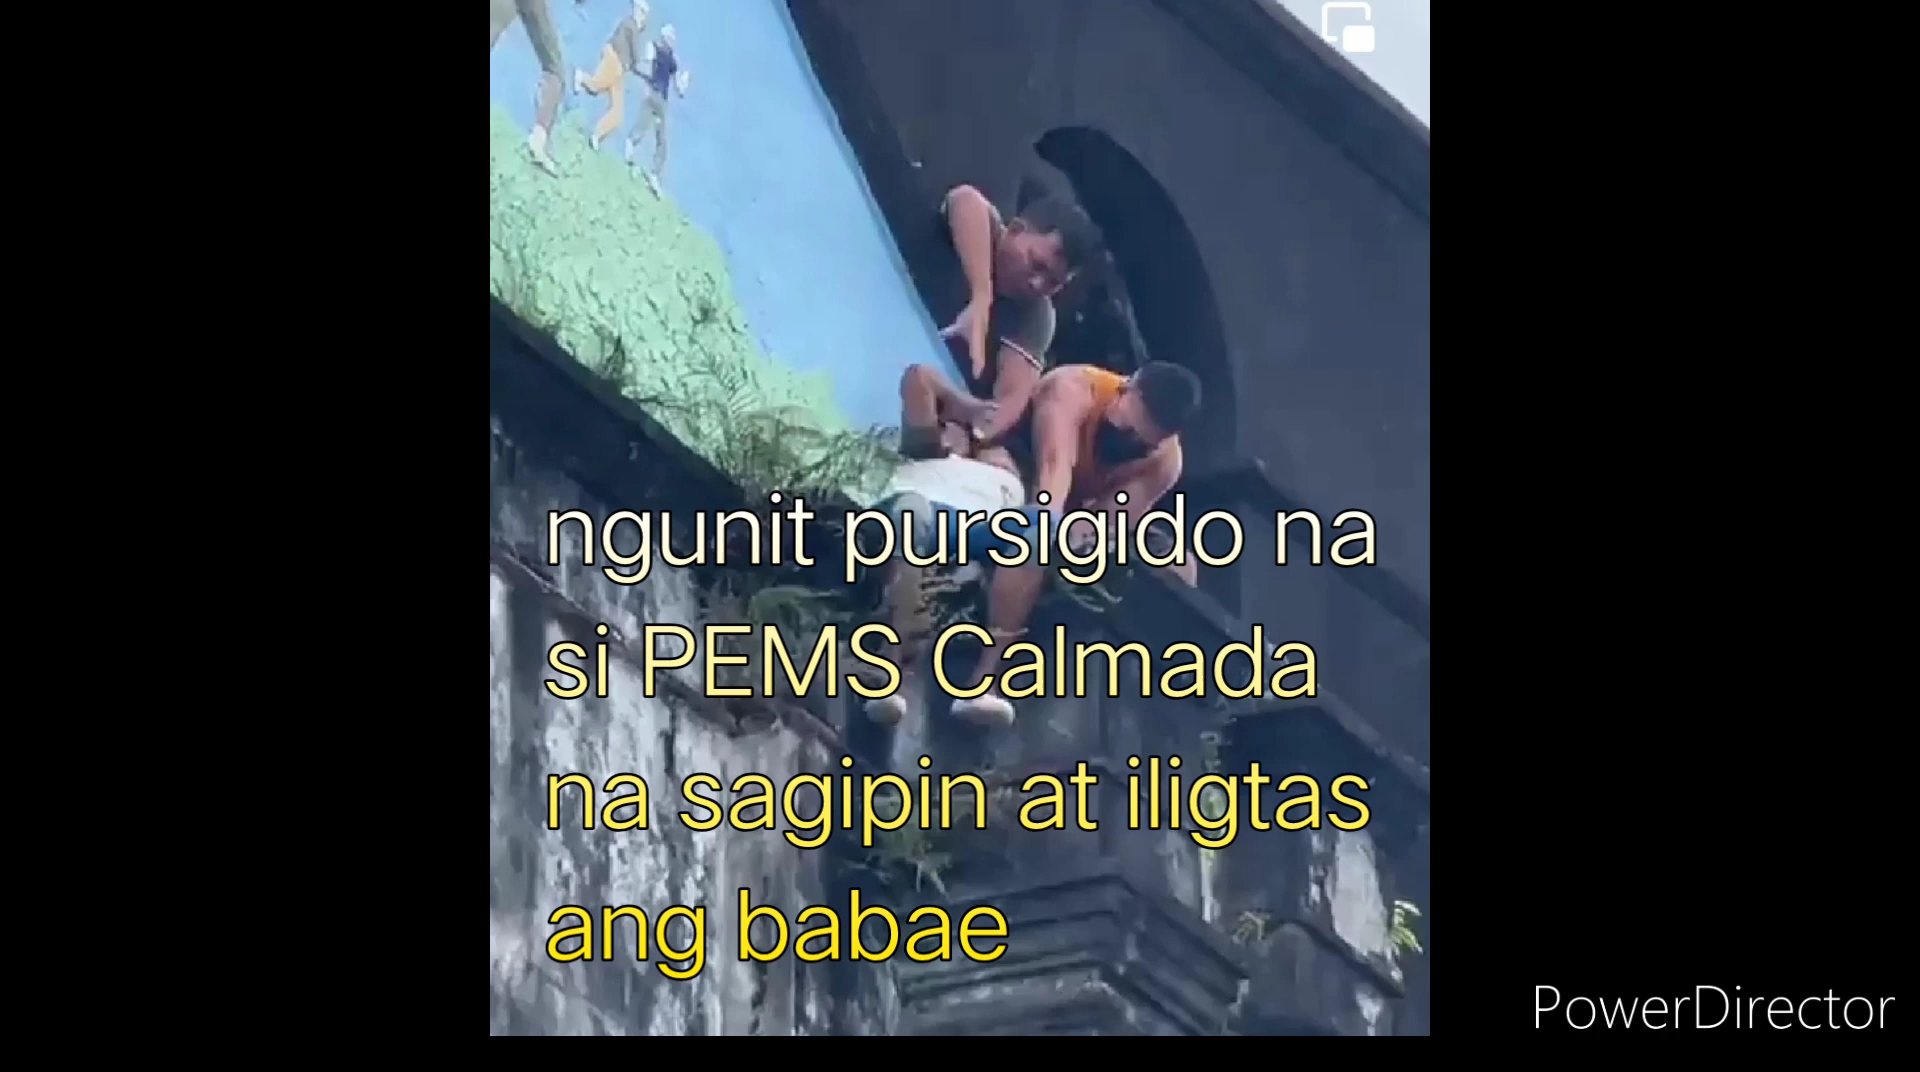 ngunit pursigido na
si PEMS Calmada
na sagipin at iligtas
ang babae
PowerDirector